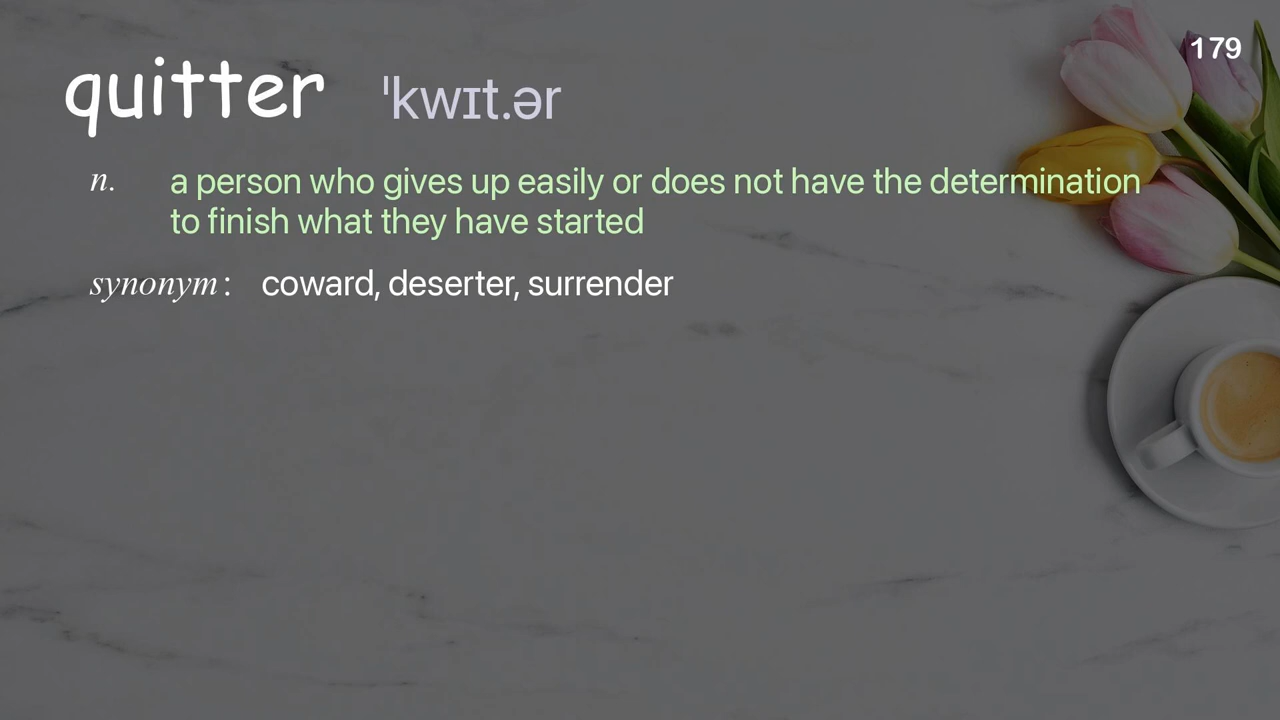 179
quitter ˈkwɪt.ər
n. a person who gives up easily or does not have the determination
to finish what they have started
synonym: coward, deserter, surrender